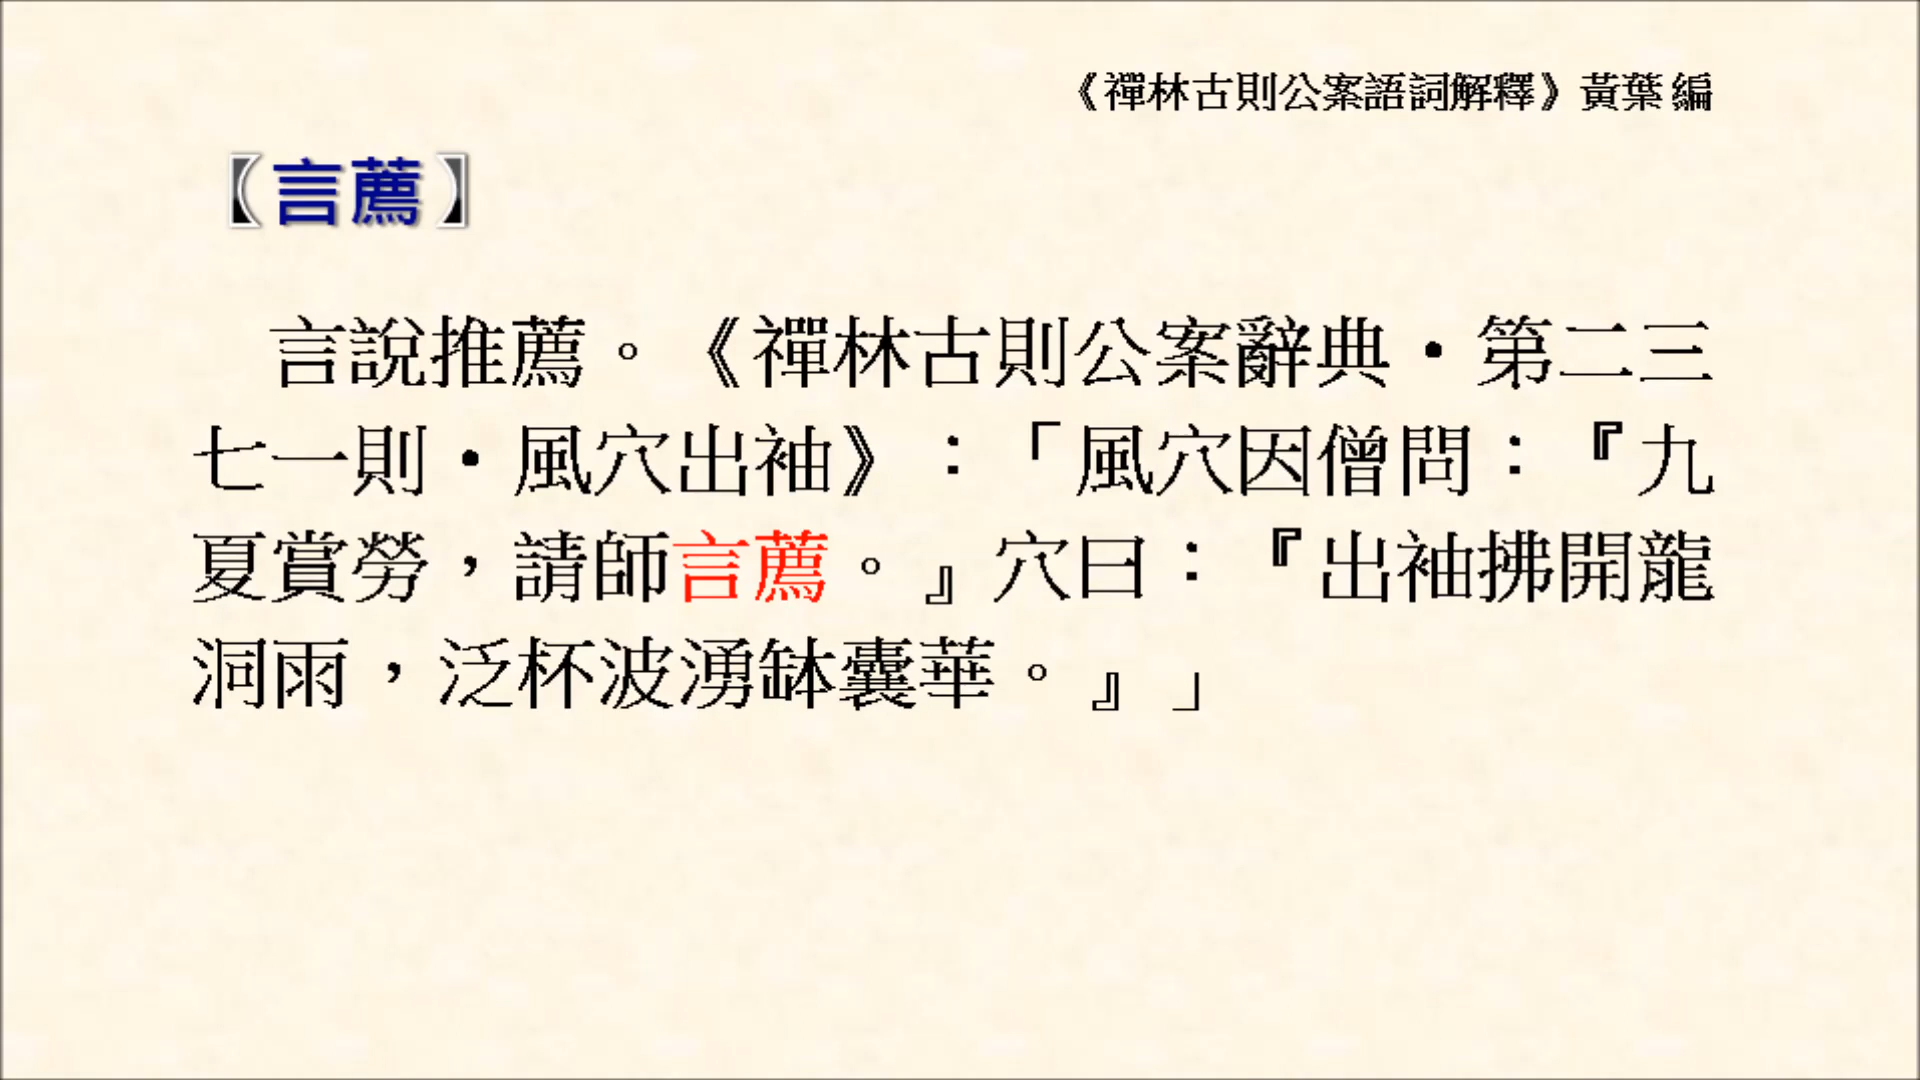 《禪林古則公案語詞解釋》黃葉 編
【言薦】
言說推薦。《禪林古則公案辭典・第二三
七一則・風穴出袖》：「風穴因僧問：『九
夏賞勞，請師言薦。』穴曰：『出袖拂開龍
洞雨，泛杯波湧缽囊華。』」